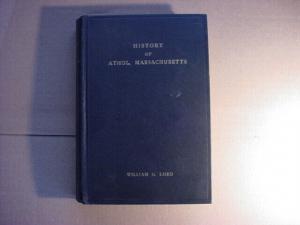 HISTORY
OF
ATHOL, MASSACHUSETTS
WILLIAM G. LORD